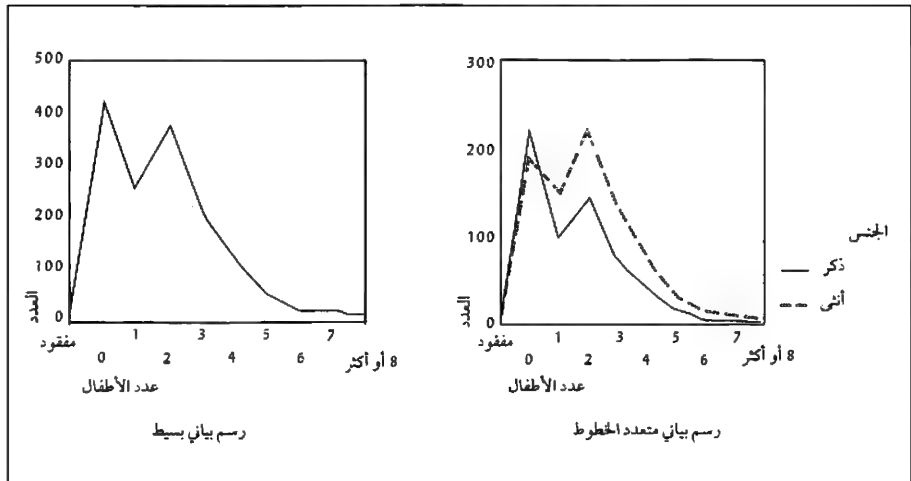 500
400
300
200
100
0
العدد
مفقود 1 3 5 7
0 2 4 6 8 أو أكثر
عدد الأطفال
رسم بياني بسيط
300
200
100
0
العدد
مفقود 1 3 5 7
0 2 4 6 8 أو أكثر
عدد الأطفال
رسم بياني متعدد الخطوط
الجنس
ذكر
أنثى